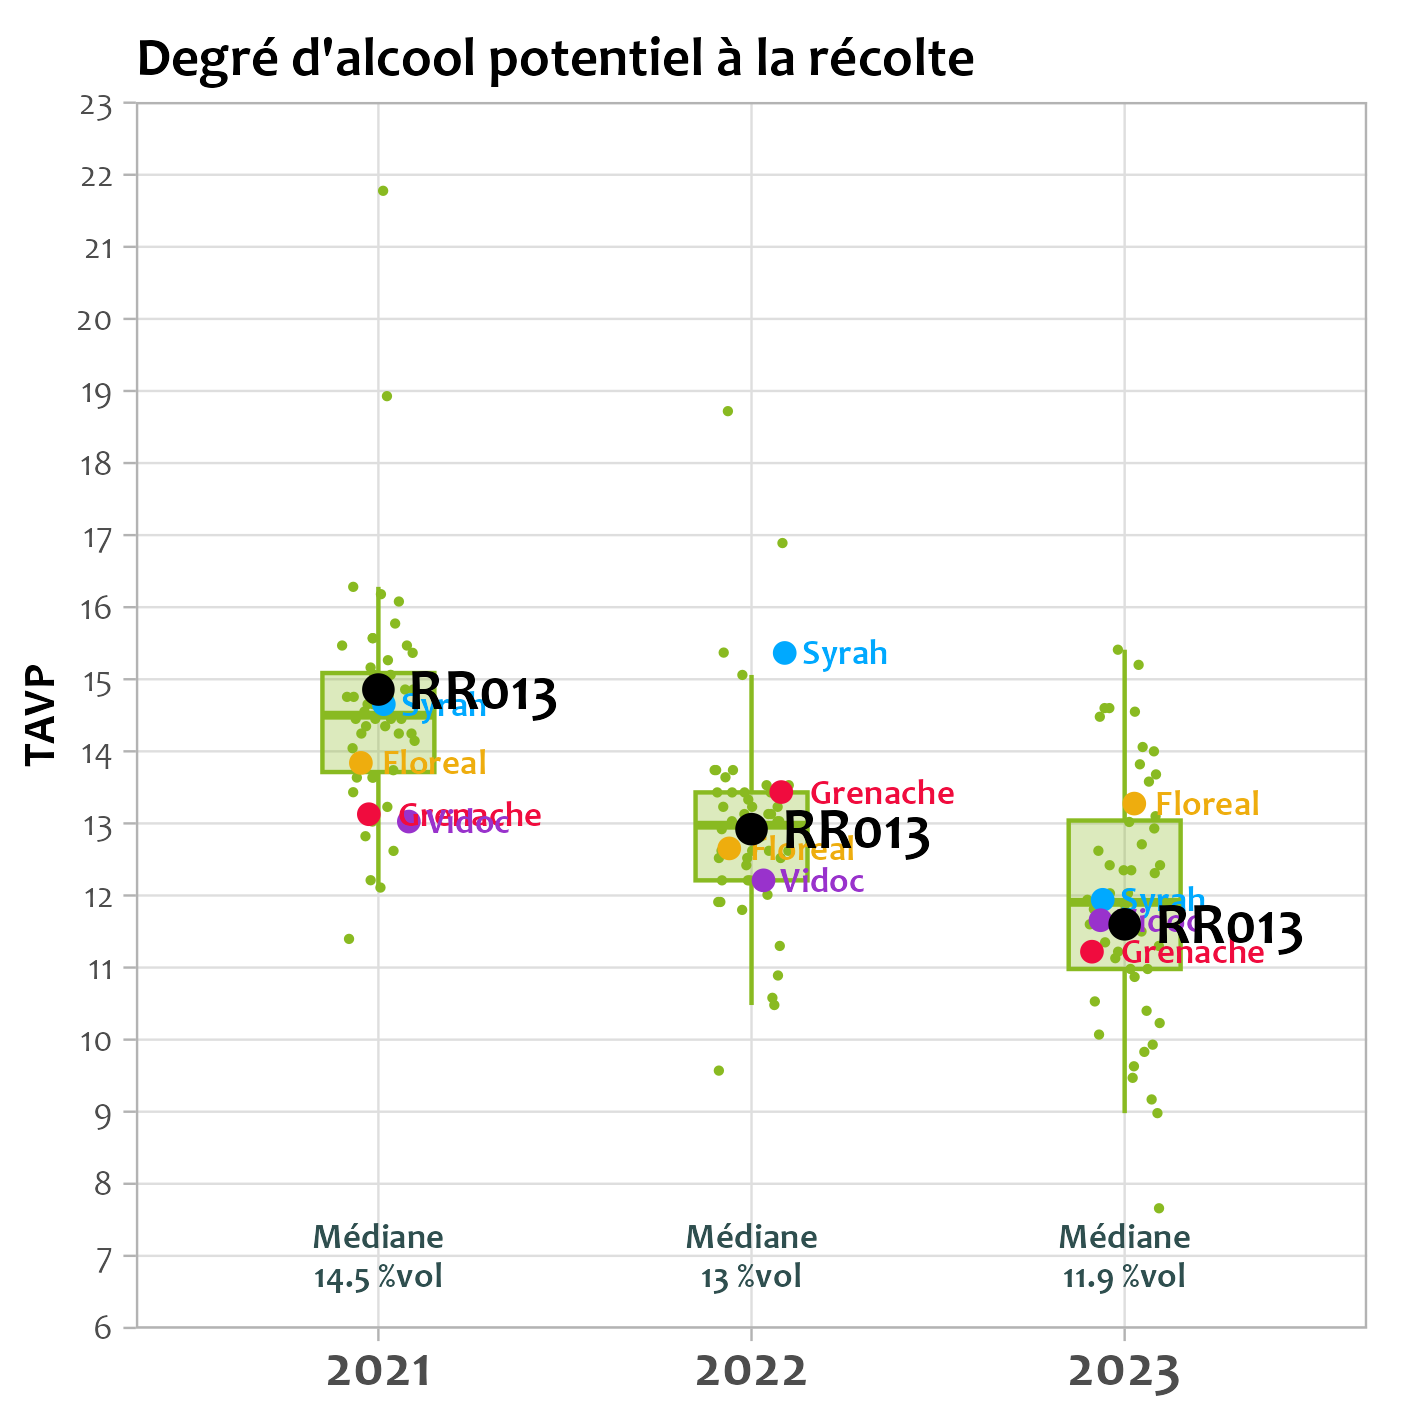 Degré d'alcool potentiel à la récolte
TAVP
23
22
21
20
19
18
17
16
15
14
13
12
11
10
9
8
7
6
RR013
Syrah
Floreal
Grenache
Vidoc
Syrah
Grenache
RR013
Floreal
Vidoc
Floreal
Syrah
Vidoc
RR013
Grenache
Médiane
14.5 %vol
Médiane
13 %vol
Médiane
11.9 %vol
2021
2022
2023